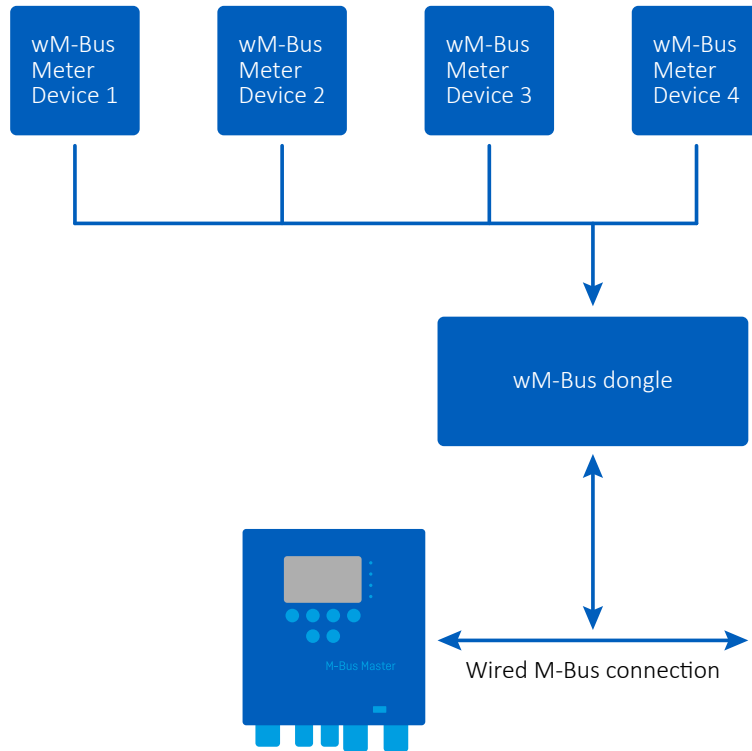 wM-Bus
Meter
Device 1
wM-Bus
Meter
Device 2
wM-Bus
Meter
Device 3
wM-Bus
Meter
Device 4
wM-Bus dongle
M-Bus Master
Wired M-Bus connection